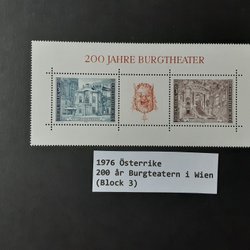 200 JAHRE BURGTHEATER
1976 Österrike
200 år Burgteatern i Wien
(Block 3)